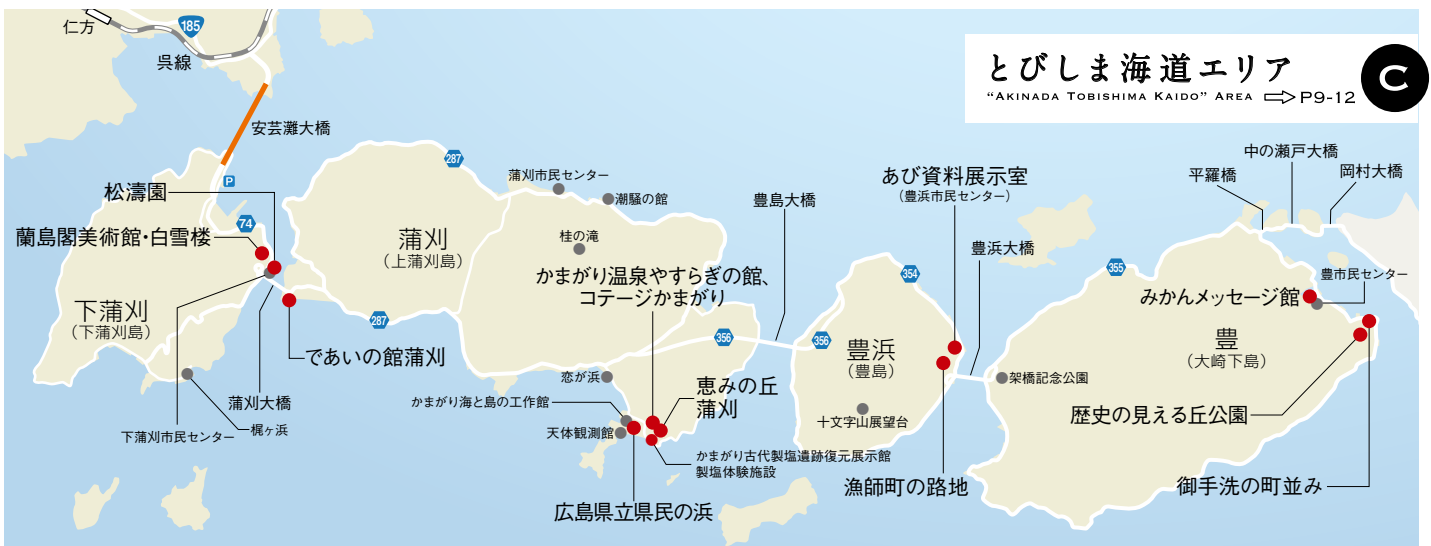 仁方
185
呉線
とびしま海道エリア
C
“AKINADA TOBISHIMA KAIDO” AREA ⇨ P9-12
安芸灘大橋
P
松濤園
74
蘭島閣美術館・白雪楼
下蒲刈
（下蒲刈島）
であいの館蒲刈
蒲刈大橋
下蒲刈市民センター
梶ヶ浜
287
蒲刈
（上蒲刈島）
287
蒲刈市民センター
潮騒の館
桂の滝
かまがり温泉やすらぎの館、
コテージかまがり
356
恋が浜
恵みの丘
蒲刈
かまがり海と島の工作館
天体観測館
かまがり古代製塩遺跡復元展示館
製塩体験施設
広島県立県民の浜
豊島大橋
356
あび資料展示室
（豊浜市民センター）
354
豊浜
（豊島）
十文字山展望台
漁師町の路地
豊浜大橋
架橋記念公園
355
平羅橋
中の瀬戸大橋
岡村大橋
豊市民センター
みかんメッセージ館
豊
（大崎下島）
歴史の見える丘公園
御手洗の町並み